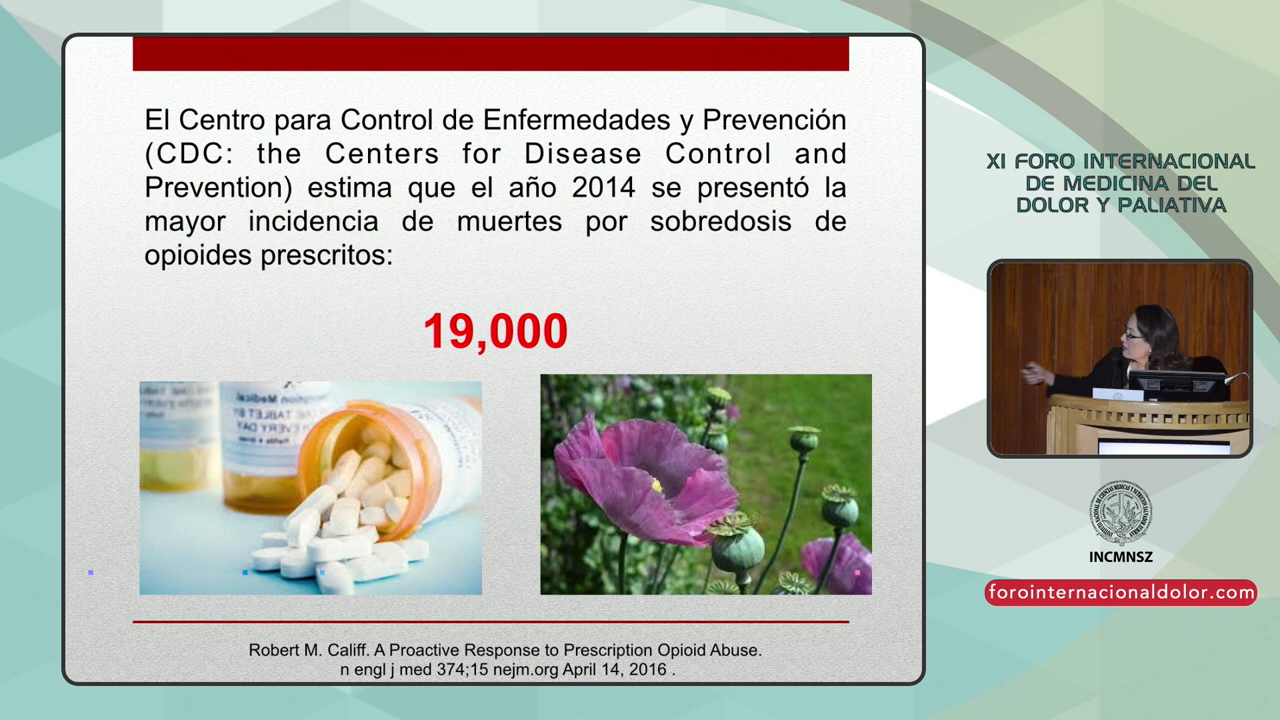 El Centro para Control de Enfermedades y Prevención
(CDC: the Centers for Disease Control and
Prevention) estima que el año 2014 se presentó la
mayor incidencia de muertes por sobredosis de
opioides prescritos:
19,000
Robert M. Califf. A Proactive Response to Prescription Opioid Abuse.
n engl j med 374;15 nejm.org April 14, 2016 .
XI FORO INTERNACIONAL
DE MEDICINA DEL
DOLOR Y PALIATIVA
INCMNSZ
forointernacionaldolor.com